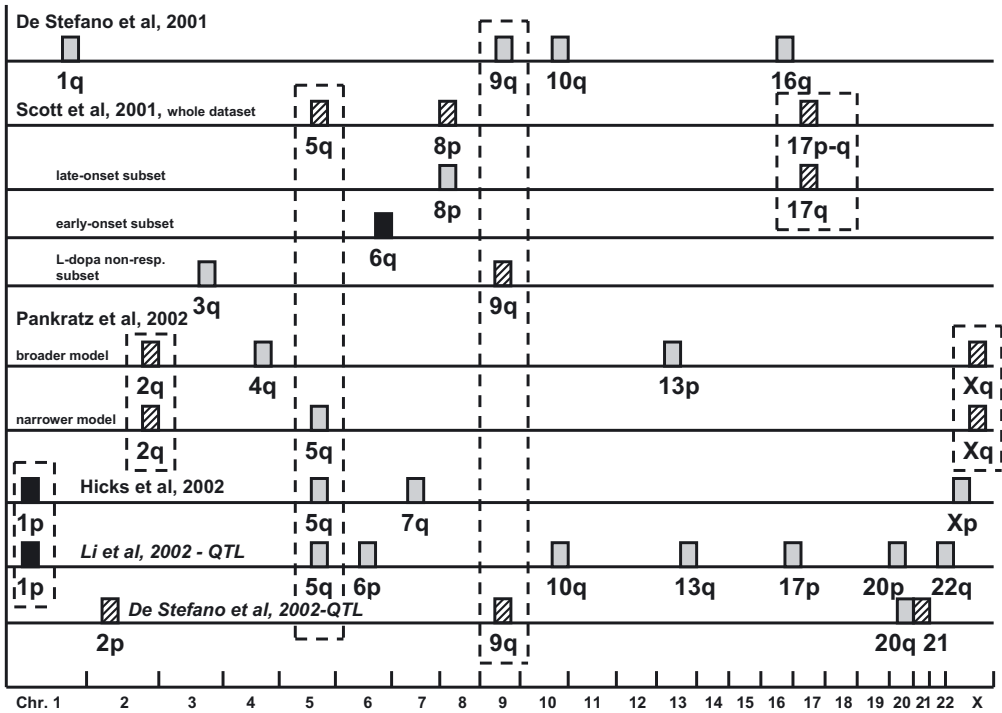 De Stefano et al, 2001
1q 9q 10q 16q
Scott et al, 2001, whole dataset
5q 8p 17p-q
late-onset subset
8p 17q
early-onset subset
6q
L-dopa non-resp.
subset
3q 9q
Pankratz et al, 2002
broader model
2q 4q 13p Xq
narrower model
2q 5q Xq
Hicks et al, 2002
1p 5q 7q Xp
Li et al, 2002 - QTL
1p 5q 6p 10q 13q 17p 20p 22q
De Stefano et al, 2002-QTL
2p 9q 20q 21
Chr. 1 2 3 4 5 6 7 8 9 10 11 12 13 14 15 16 17 18 19 20 21 22 X